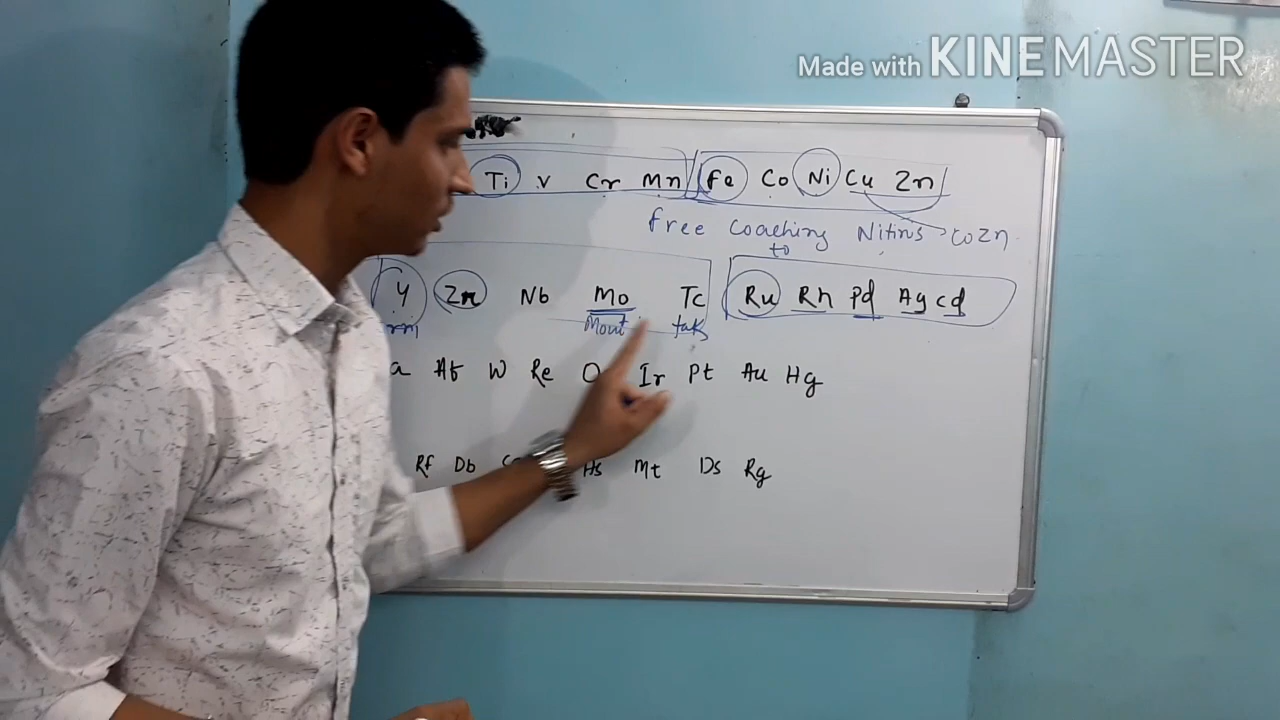 Made with KINEMASTER
Ti V Cr Mn Fe Co Ni Cu Zn
free coaching Nitins CoZn
to
Y Zr Nb Mo Tc Ru Rh Pd Ag Cd
Mout tak
a Hf W Re O Ir Pt Au Hg
Rf Db Hs Mt Ds Rg